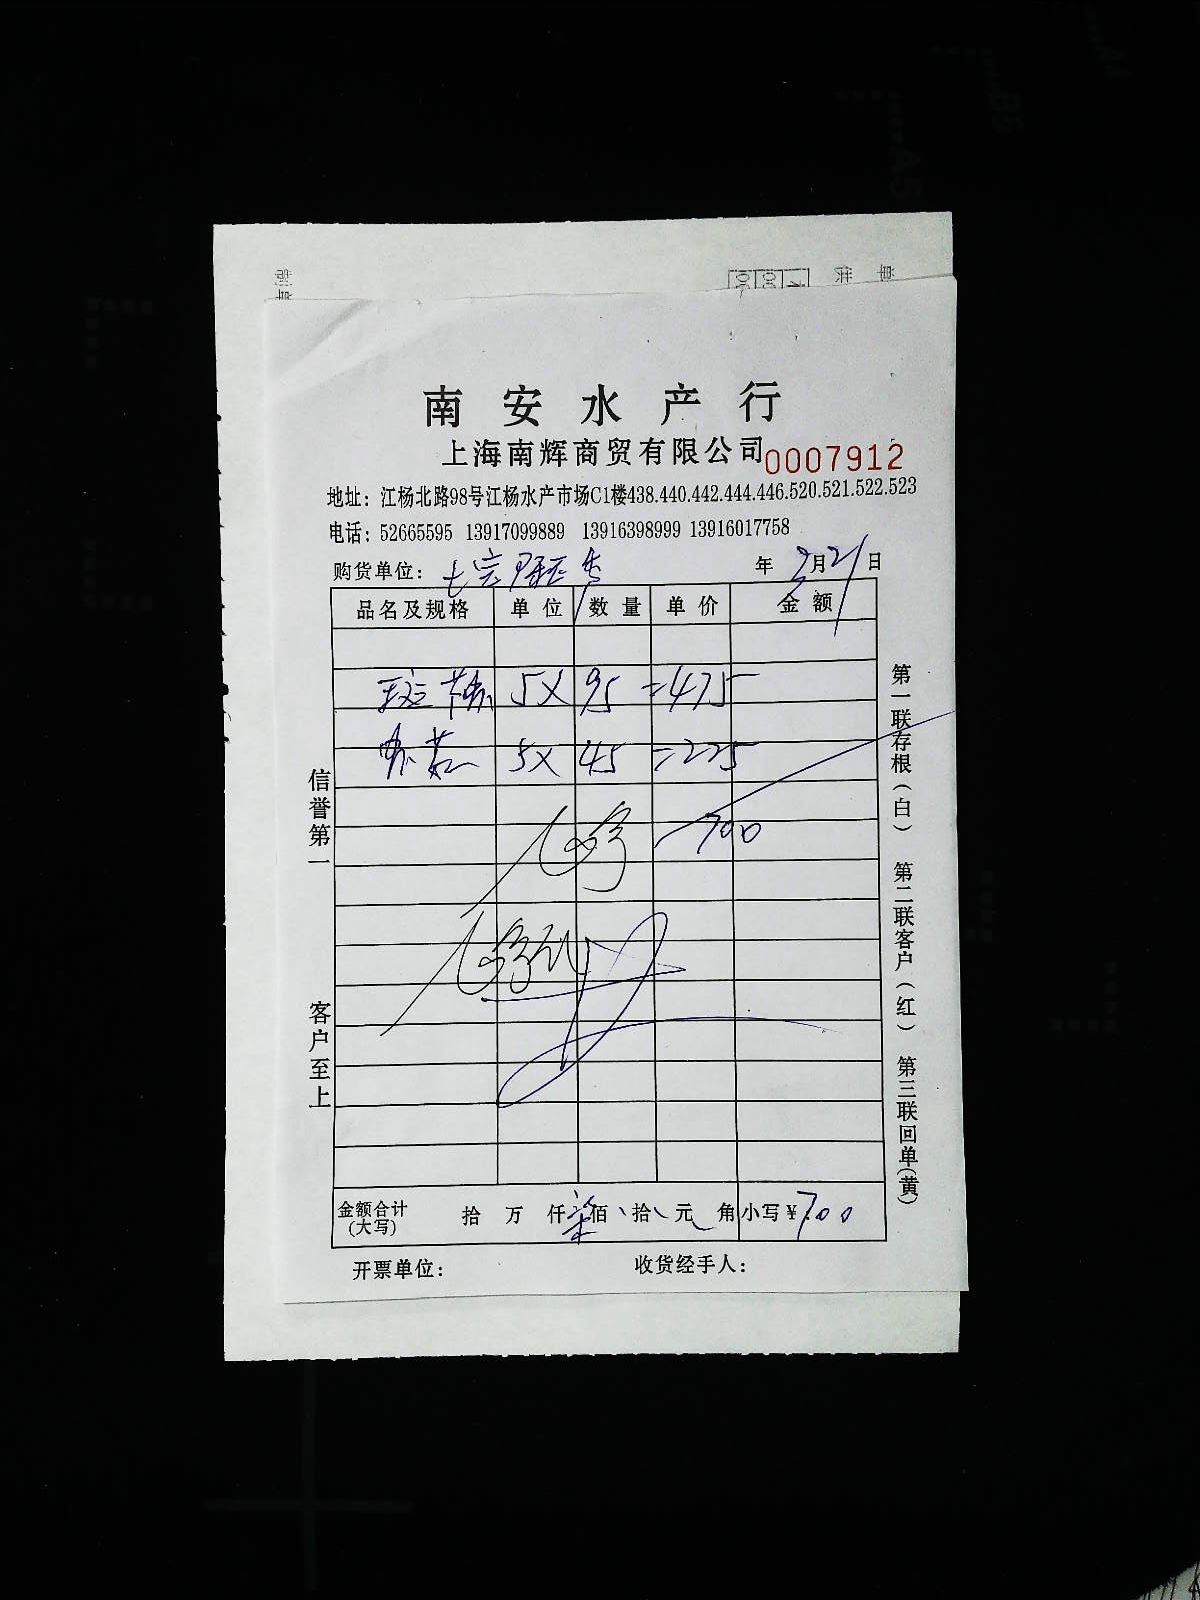 南安水产行
上海南辉商贸有限公司 0007912
地址：江杨北路98号江杨水产市场C1楼438.440.442.444.446.520.521.522.523
电话：52665595 13917099889 13916398999 13916017758
购货单位： 年 2月21日
品名及规格 单位 数量 单价 金额
5X 95 =475
5X 45 =225
700
信誉第一 客户至上
第一联存根(白) 第二联客户(红) 第三联回单(黄)
金额合计(大写) 拾 万 仟 柒佰 拾 元 角 小写￥700
开票单位： 收货经手人：